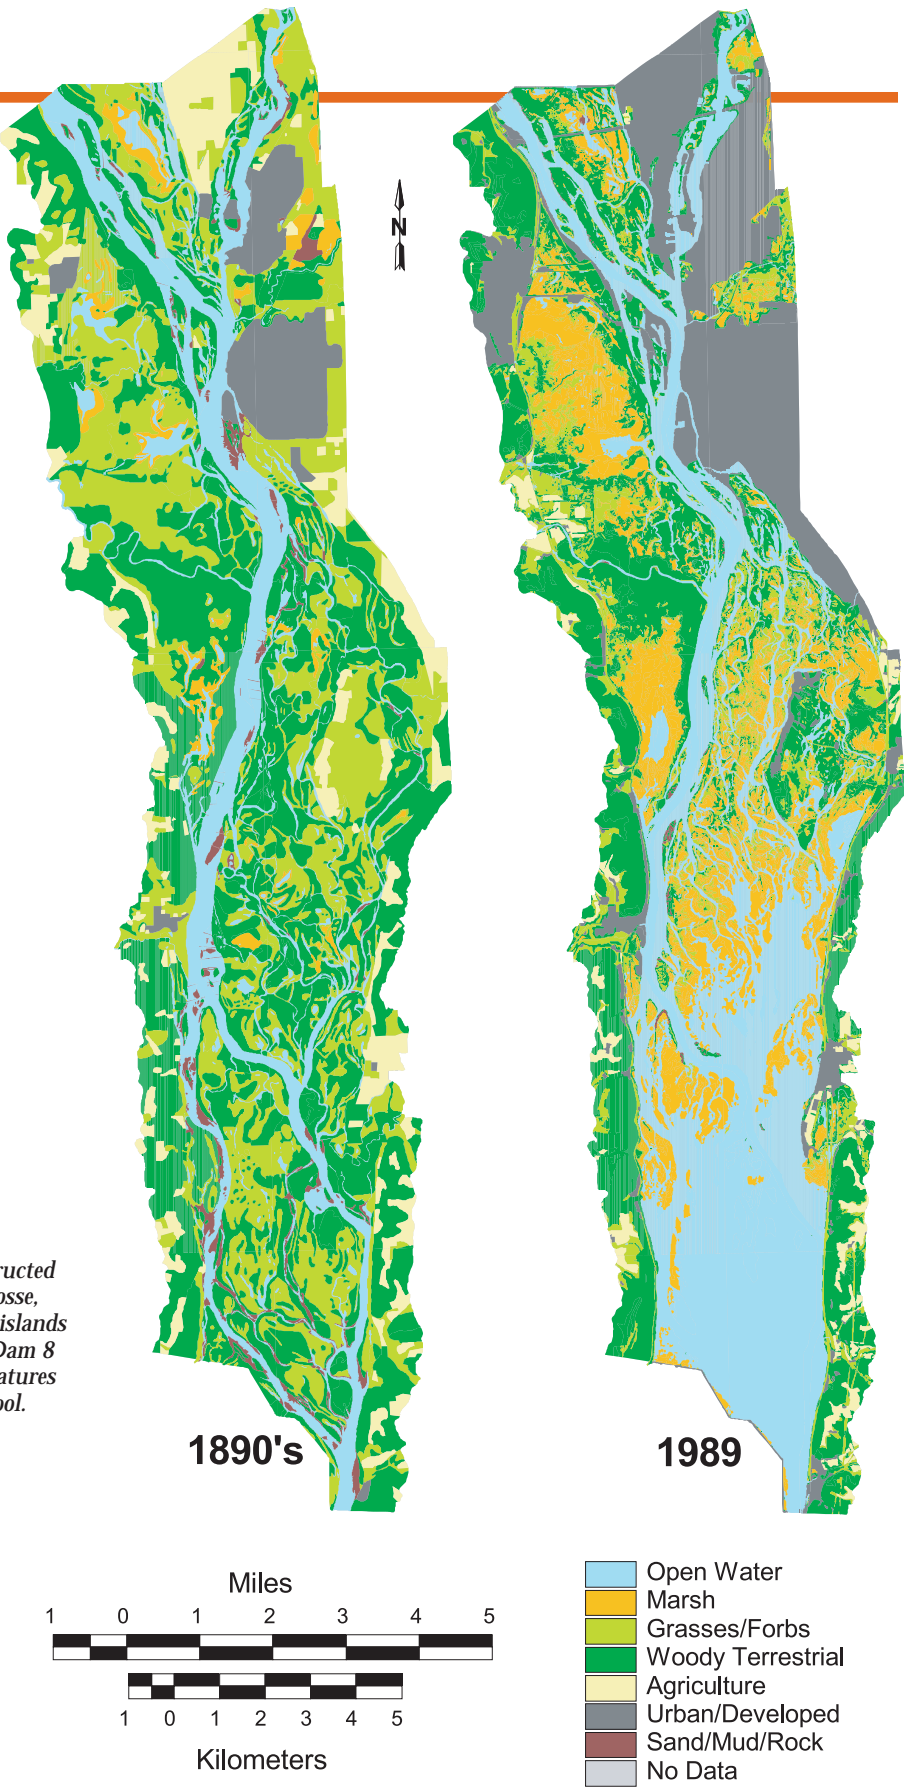 N
ructed
osse,
islands
Dam 8
atures
ool.
1890's
1989
Miles
1 0 1 2 3 4 5
1 0 1 2 3 4 5
Kilometers
Open Water
Marsh
Grasses/Forbs
Woody Terrestrial
Agriculture
Urban/Developed
Sand/Mud/Rock
No Data